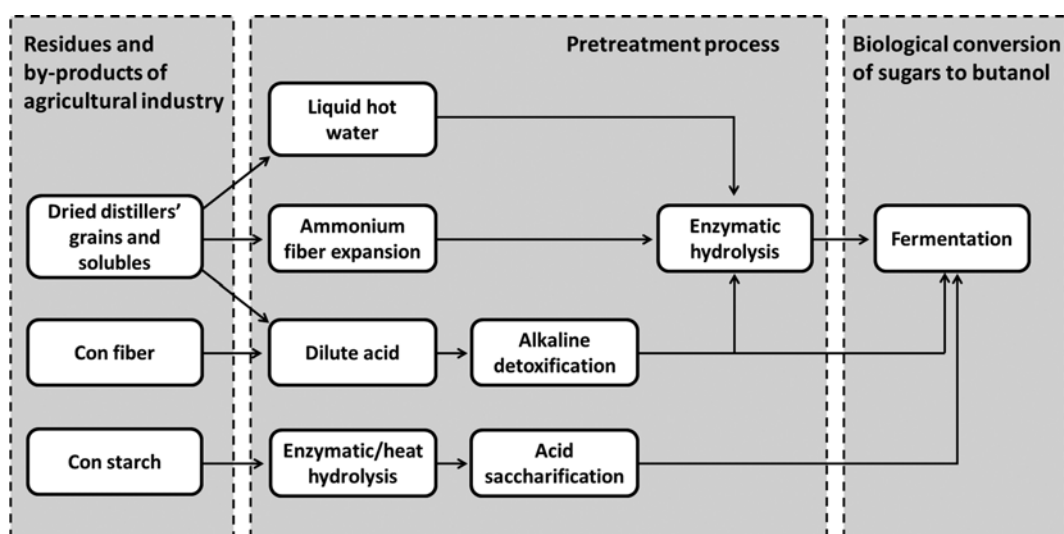 Residues and
by-products of
agricultural industry
Pretreatment process
Biological conversion
of sugars to butanol
Liquid hot
water
Dried distillers'
grains and
solubles
Ammonium
fiber expansion
Enzymatic
hydrolysis
Fermentation
Con fiber
Dilute acid
Alkaline
detoxification
Con starch
Enzymatic/heat
hydrolysis
Acid
saccharification